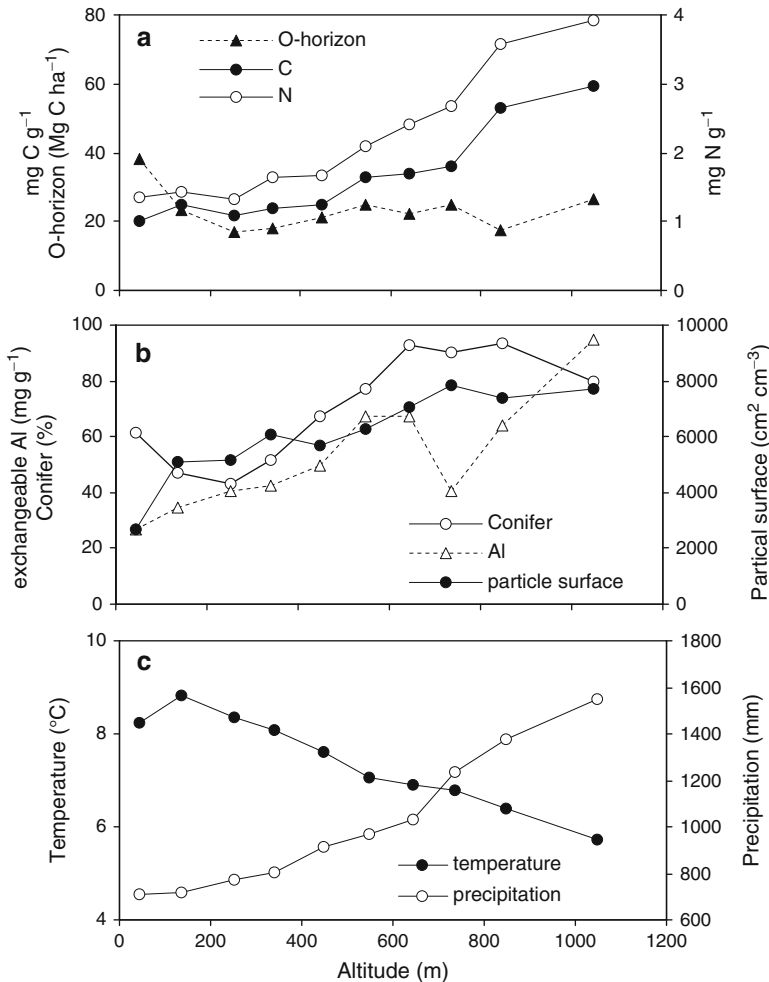 a
O-horizon
C
N
80
60
40
20
0
mg C g⁻¹
O-horizon (Mg C ha⁻¹)
4
3
2
1
0
mg N g⁻¹
b
100
80
60
40
20
0
exchangeable Al (mg g⁻¹)
Conifer (%)
Conifer
Al
particle surface
10000
8000
6000
4000
2000
0
Partical surface (cm² cm⁻³)
c
10
8
6
4
Temperature (°C)
temperature
precipitation
1800
1600
1400
1200
1000
800
600
Precipitation (mm)
0 200 400 600 800 1000 1200
Altitude (m)